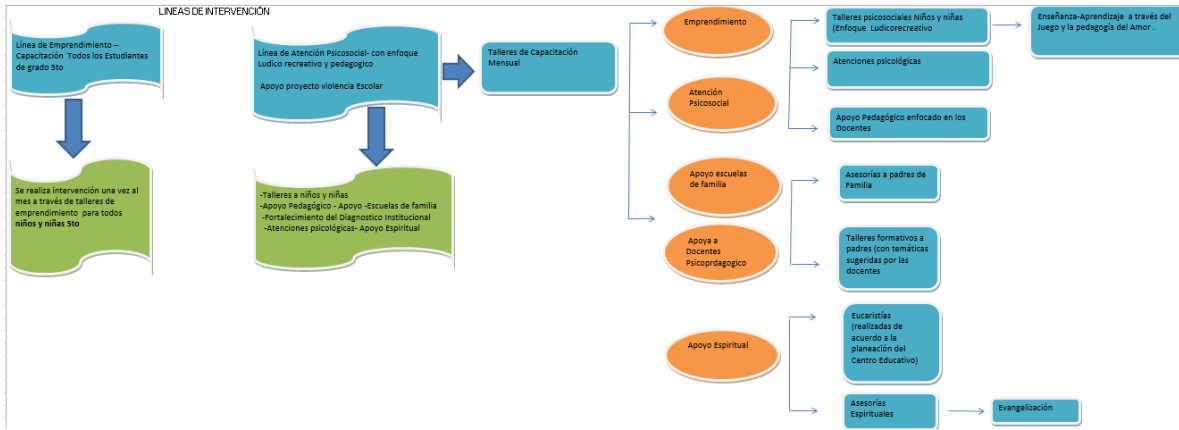 LINEAS DE INTERVENCIÓN
Línea de Emprendimiento –
Capacitación Todos los Estudiantes
de grado 5to
Se realiza intervención una vez al
mes a través de talleres de
emprendimiento para todos
niños y niñas 5to
Línea de Atención Psicosocial- con enfoque
Ludico recreativo y pedagogico
Apoyo proyecto violencia Escolar
-Talleres a niños y niñas
-Apoyo Pedagógico - Apoyo -Escuelas de familia
-Fortalecimiento del Diagnostico Institucional
-Atenciones psicológicas- Apoyo Espiritual
Talleres de Capacitación
Mensual
Emprendimiento
Atención
Psicosocial
Apoyo escuelas
de familia
Apoya a
Docentes
Psicoprdagogico
Apoyo Espiritual
Talleres psicosociales Niños y niñas
(Enfoque Ludicorecreativo
Atenciones psicológicas
Apoyo Pedagógico enfocado en los
Docentes
Asesorías a padres de
Familia
Talleres formativos a
padres (con temáticas
sugeridas por las
docentes
Eucaristías
(realizadas de
acuerdo a la
planeación del
Centro Educativo)
Asesorías
Espirituales
Enseñanza-Aprendizaje a través del
Juego y la pedagogía del Amor .
Evangelización